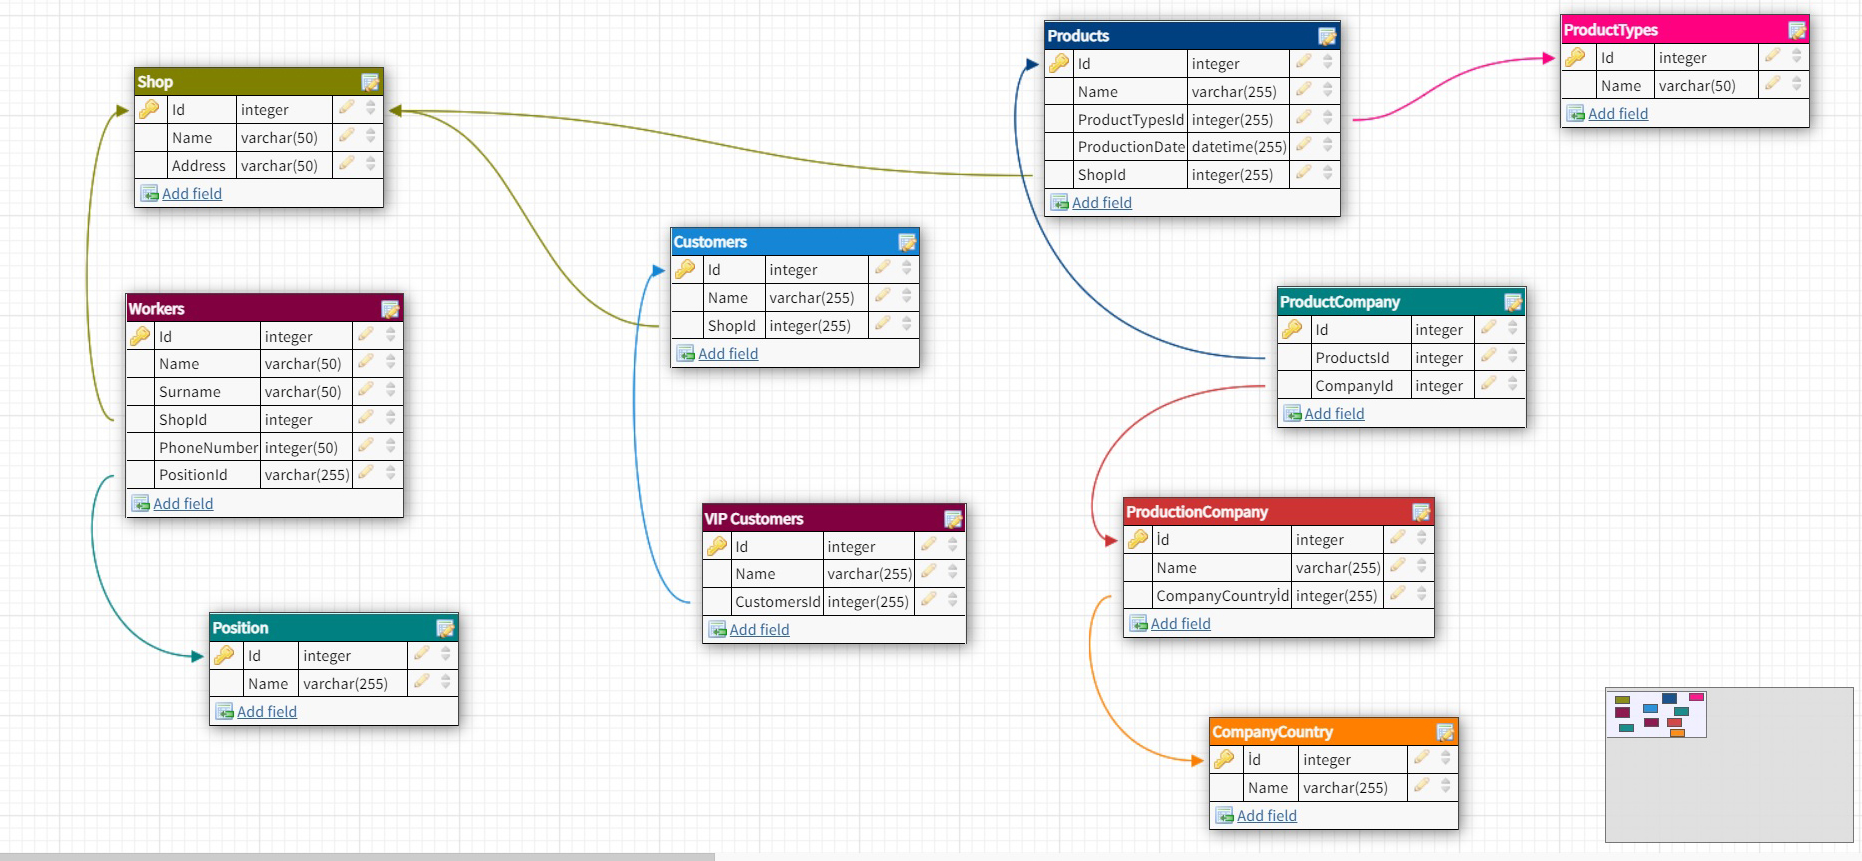 Shop
Id integer
Name varchar(50)
Address varchar(50)
Add field
Workers
Id integer
Name varchar(50)
Surname varchar(50)
ShopId integer
PhoneNumber integer(50)
PositionId varchar(255)
Add field
Position
Id integer
Name varchar(255)
Add field
Customers
Id integer
Name varchar(255)
ShopId integer(255)
Add field
VIP Customers
Id integer
Name varchar(255)
CustomersId integer(255)
Add field
Products
Id integer
Name varchar(255)
ProductTypesId integer(255)
ProductionDate datetime(255)
ShopId integer(255)
Add field
ProductTypes
Id integer
Name varchar(50)
Add field
ProductCompany
Id integer
ProductsId integer
CompanyId integer
Add field
ProductionCompany
İd integer
Name varchar(255)
CompanyCountryİd integer(255)
Add field
CompanyCountry
İd integer
Name varchar(255)
Add field